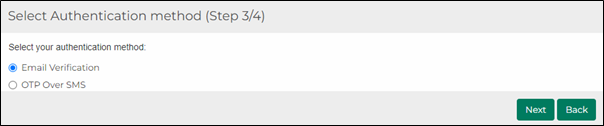 Select Authentication method (Step 3/4)
Select your authentication method:
Email Verification
OTP Over SMS
Next Back